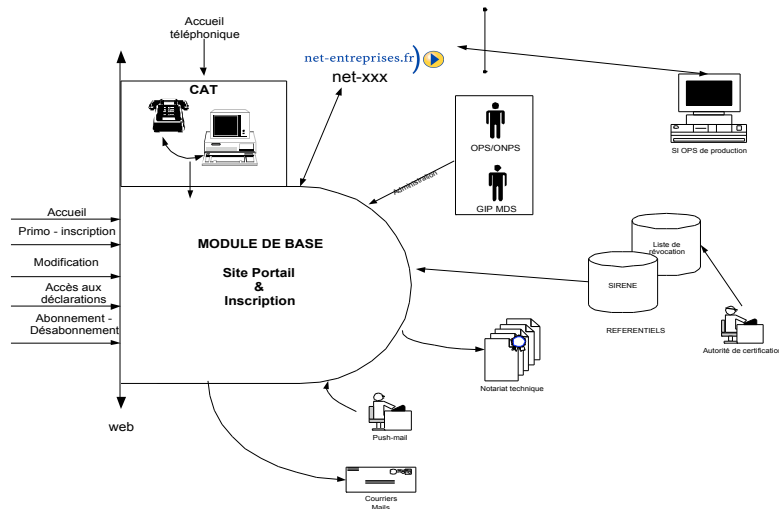 Accueil
téléphonique
net-entreprises.fr
net-xxx
CAT
SI OPS de production
OPS/ONPS
GIP MDS
Administration
Accueil
Primo - inscription
Modification
Accès aux
déclarations
Abonnement -
Désabonnement
MODULE DE BASE
Site Portail
&
Inscription
Liste de
révocation
SIRENE
REFERENTIELS
Autorité de certification
Notariat technique
web
Push-mail
Courriers
Mails